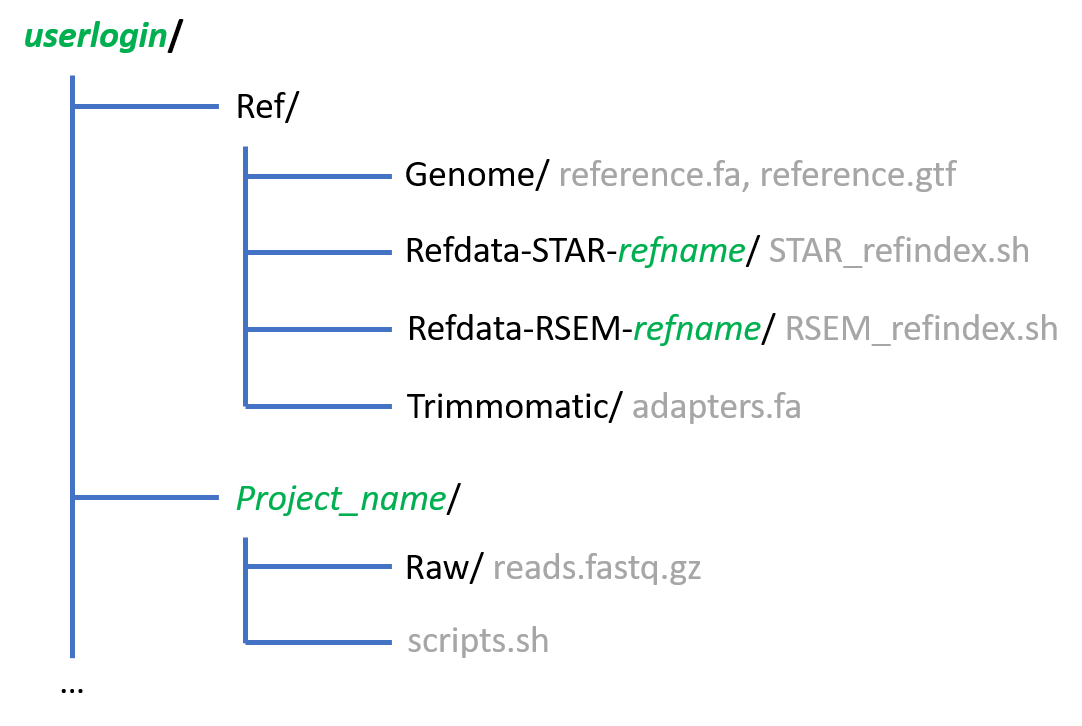 userlogin/
Ref/
Genome/ reference.fa, reference.gtf
Refdata-STAR-refname/ STAR_refindex.sh
Refdata-RSEM-refname/ RSEM_refindex.sh
Trimmomatic/ adapters.fa
Project_name/
Raw/ reads.fastq.gz
scripts.sh
...